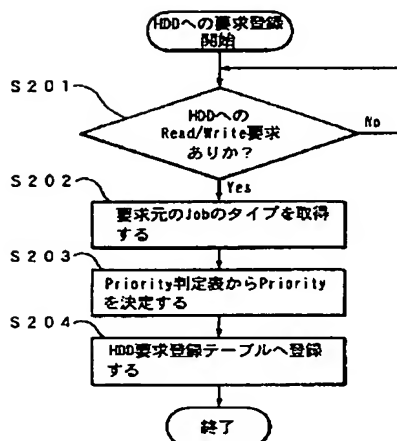 HDDへの要求登録
開始
S201
HDDへの
Read/Write要求
ありか?
No
Yes
S202
要求元のJobのタイプを取得
する
S203
Priority判定表からPriority
を決定する
S204
HDD要求登録テーブルへ登録
する
終了